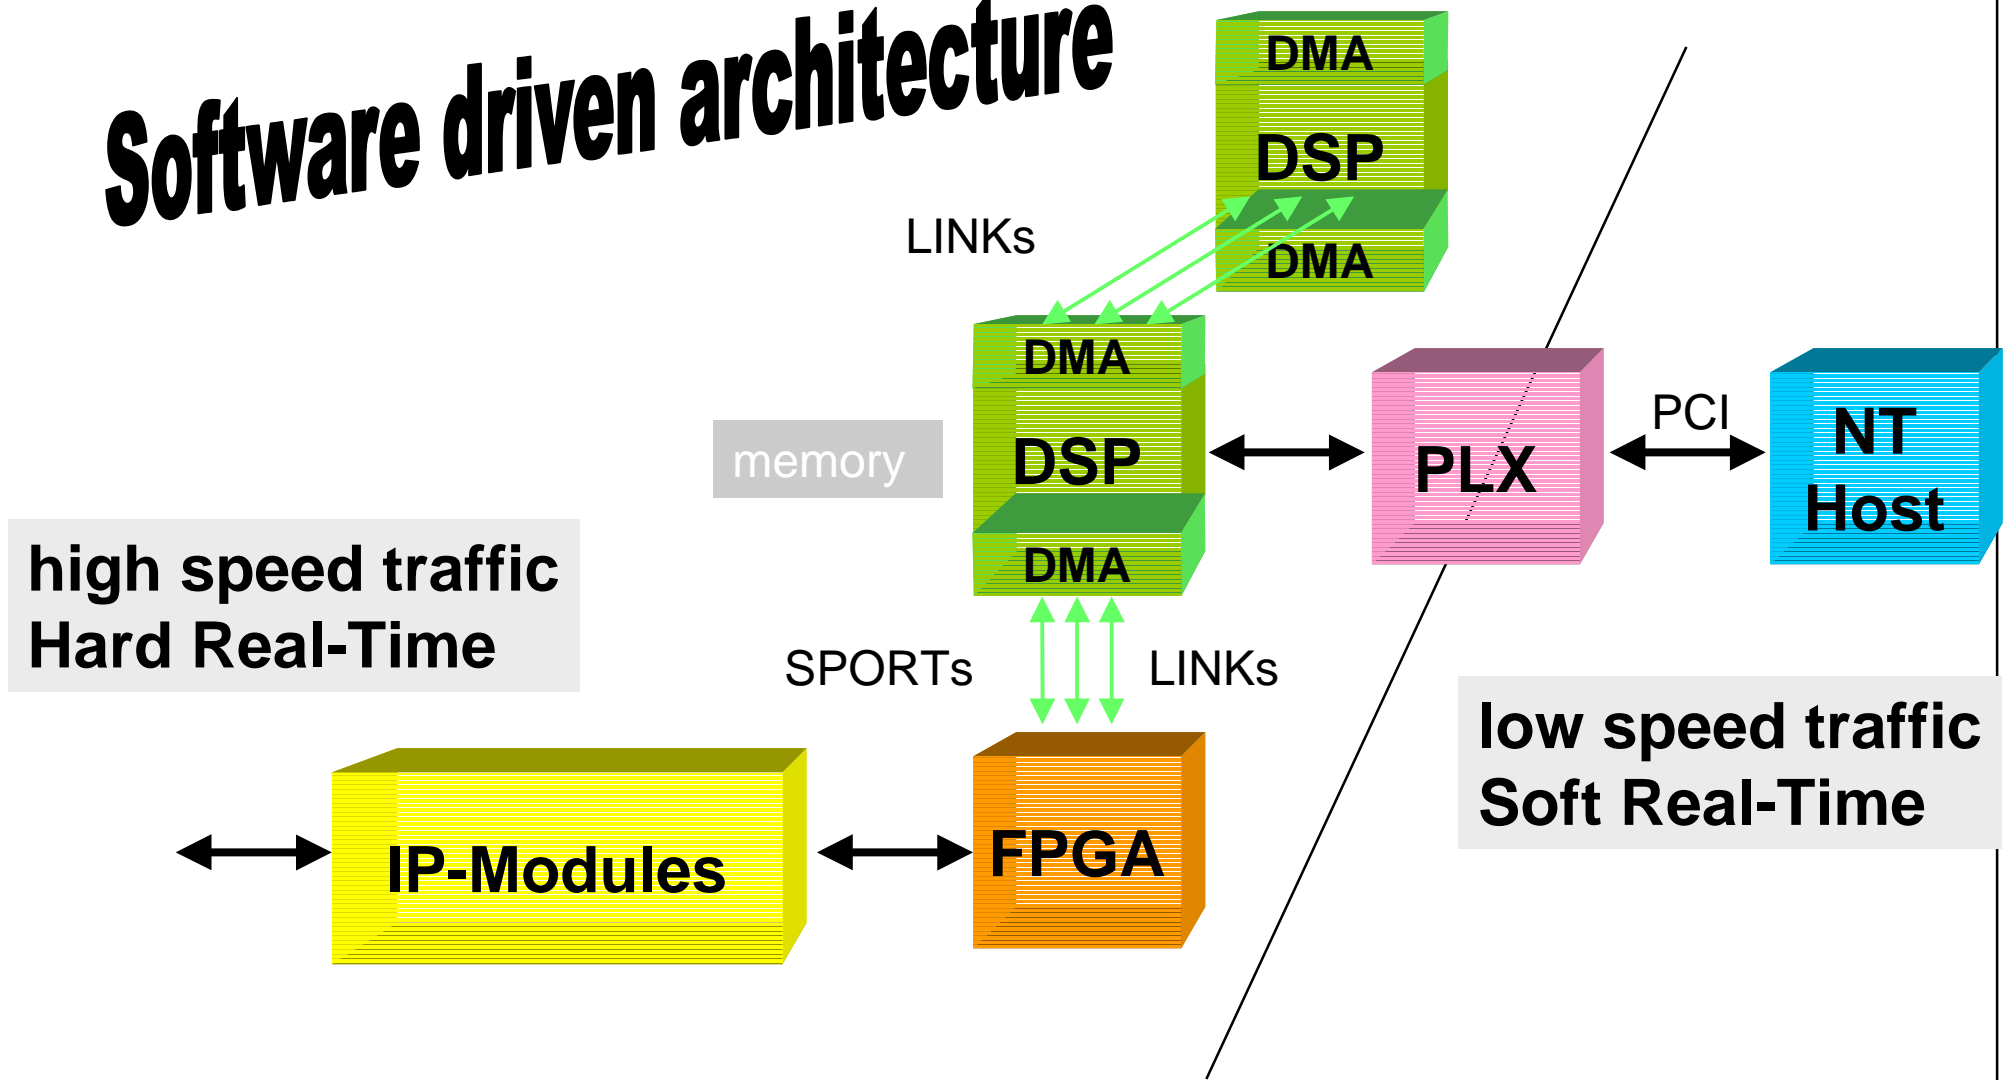 Software driven architecture
DMA
DSP
DMA
LINKs
DMA
DSP
DMA
memory
PLX
PCI
NT
Host
high speed traffic
Hard Real-Time
SPORTs
LINKs
low speed traffic
Soft Real-Time
IP-Modules
FPGA